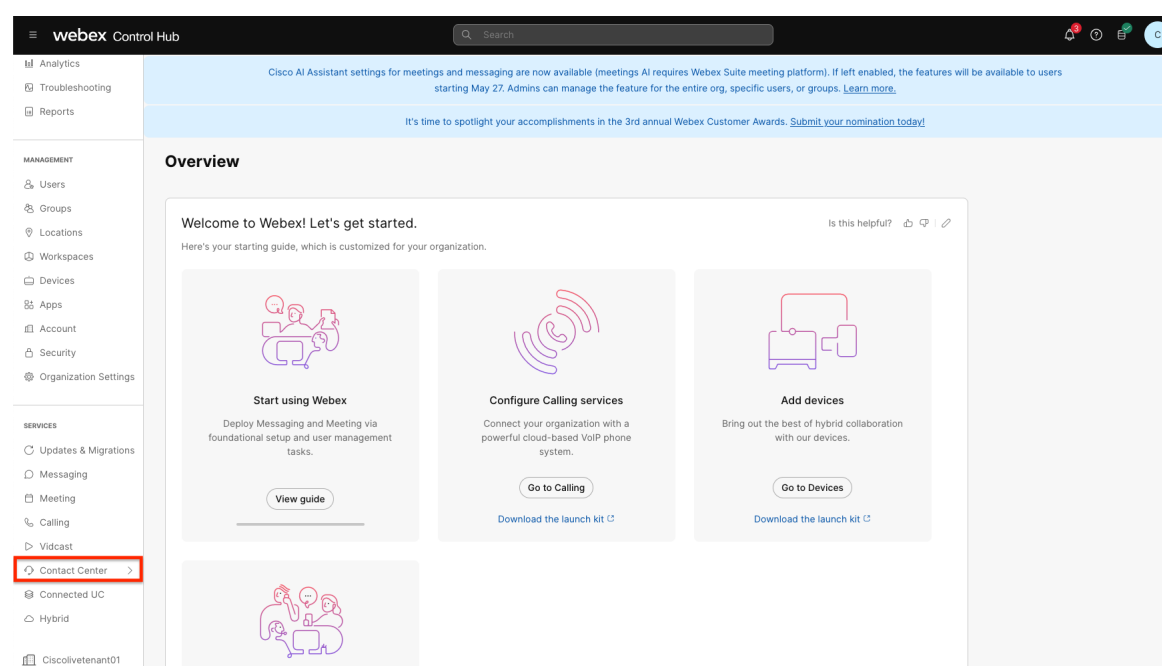 webex Control Hub
Search
3
C
Analytics
Troubleshooting
Reports
MANAGEMENT
Users
Groups
Locations
Workspaces
Devices
Apps
Account
Security
Organization Settings
SERVICES
Updates & Migrations
Messaging
Meeting
Calling
Vidcast
Contact Center
Connected UC
Hybrid
Ciscolivetenant01
Cisco AI Assistant settings for meetings and messaging are now available (meetings AI requires Webex Suite meeting platform). If left enabled, the features will be available to users
starting May 27. Admins can manage the feature for the entire org, specific users, or groups. Learn more.
It's time to spotlight your accomplishments in the 3rd annual Webex Customer Awards. Submit your nomination today!
Overview
Welcome to Webex! Let's get started.
Is this helpful?
Here's your starting guide, which is customized for your organization.
Start using Webex
Deploy Messaging and Meeting via
foundational setup and user management
tasks.
View guide
Configure Calling services
Connect your organization with a
powerful cloud-based VoIP phone
system.
Go to Calling
Download the launch kit
Add devices
Bring out the best of hybrid collaboration
with our devices.
Go to Devices
Download the launch kit